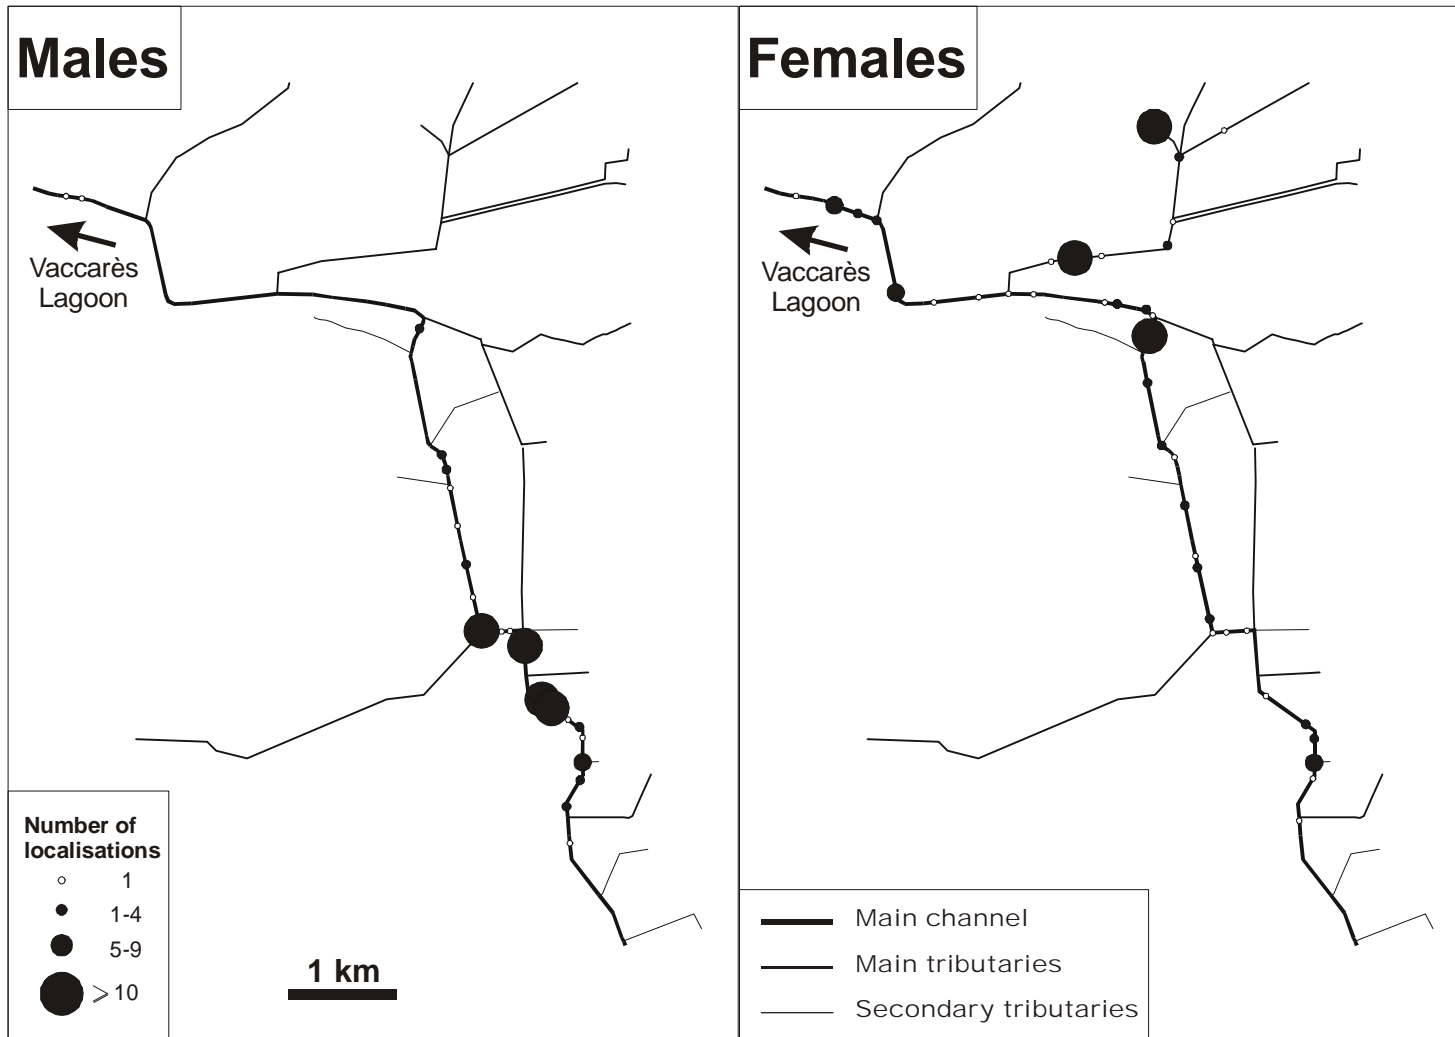 Males
Vaccarès
Lagoon
Number of
localisations
1
1-4
5-9
⩾ 10
1 km
Females
Vaccarès
Lagoon
Main channel
Main tributaries
Secondary tributaries